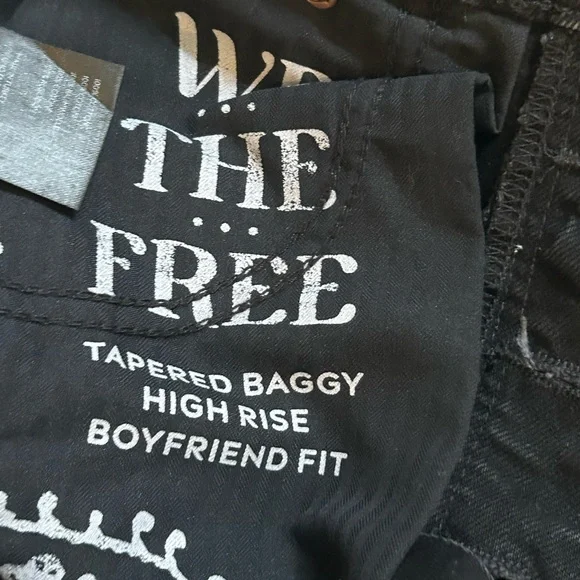 WE
THE
FREE
TAPERED BAGGY
HIGH RISE
BOYFRIEND FIT